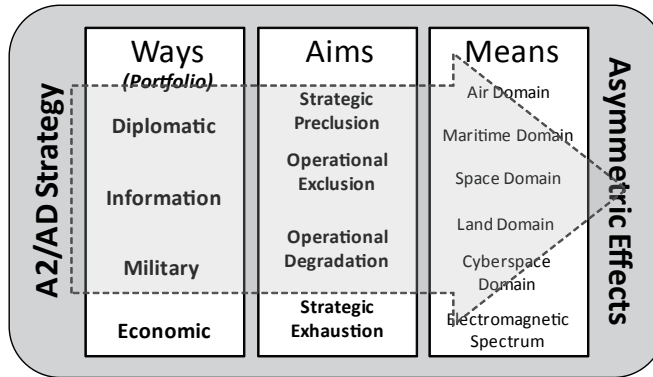 A2/AD Strategy
Ways
(Portfolio)
Diplomatic
Information
Military
Economic
Aims
Strategic
Preclusion
Operational
Exclusion
Operational
Degradation
Strategic
Exhaustion
Means
Air Domain
Maritime Domain
Space Domain
Land Domain
Cyberspace
Domain
Electromagnetic
Spectrum
Asymmetric Effects